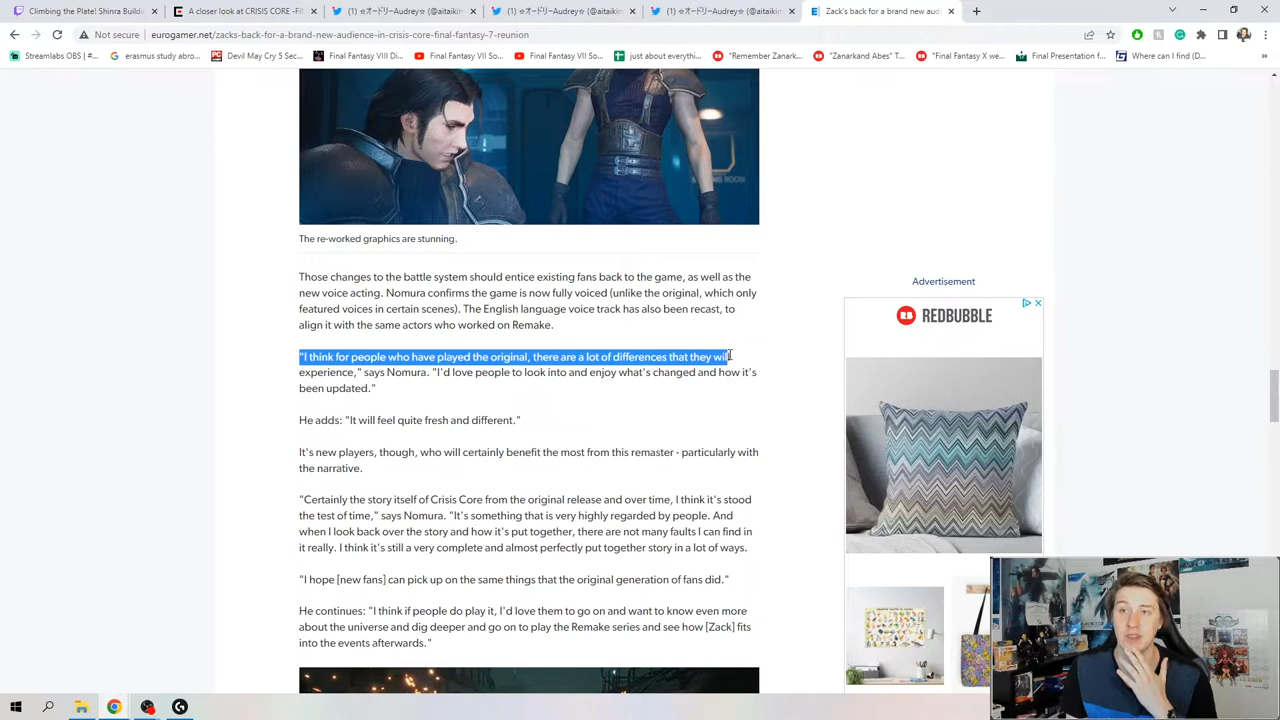 Climbing the Plate! Shinra Build
A closer look at CRISIS CORE -FI
(1) ☆オードリー-Audrey☆ (@aitaikim
(1) ☆オードリー-Audrey☆ (@aitaikim
(1) ☆オードリー-Audrey☆ (@aitaikim
Zack's back for a brand new aud
Not secure | eurogamer.net/zacks-back-for-a-brand-new-audience-in-crisis-core-final-fantasy-7-reunion
Streamlabs OBS | #...
erasmus study abro...
Devil May Cry 5 Sec...
Final Fantasy VIII Di...
Final Fantasy VII So...
Final Fantasy VII So...
just about everythi...
"Remember Zanark...
"Zanarkand Abes" T...
"Final Fantasy X we...
Final Presentation f...
Where can I find (D...
The re-worked graphics are stunning.
Those changes to the battle system should entice existing fans back to the game, as well as the
new voice acting. Nomura confirms the game is now fully voiced (unlike the original, which only
featured voices in certain scenes). The English language voice track has also been recast, to
align it with the same actors who worked on Remake.
"I think for people who have played the original, there are a lot of differences that they will
experience," says Nomura. "I'd love people to look into and enjoy what's changed and how it's
been updated."
He adds: "It will feel quite fresh and different."
It's new players, though, who will certainly benefit the most from this remaster - particularly with
the narrative.
"Certainly the story itself of Crisis Core from the original release and over time, I think it's stood
the test of time," says Nomura. "It's something that is very highly regarded by people. And
when I look back over the story and how it's put together, there are not many faults I can find in
it really. I think it's still a very complete and almost perfectly put together story in a lot of ways.
"I hope [new fans] can pick up on the same things that the original generation of fans did."
He continues: "I think if people do play it, I'd love them to go on and want to know even more
about the universe and dig deeper and go on to play the Remake series and see how [Zack] fits
into the events afterwards."
Advertisement
REDBUBBLE